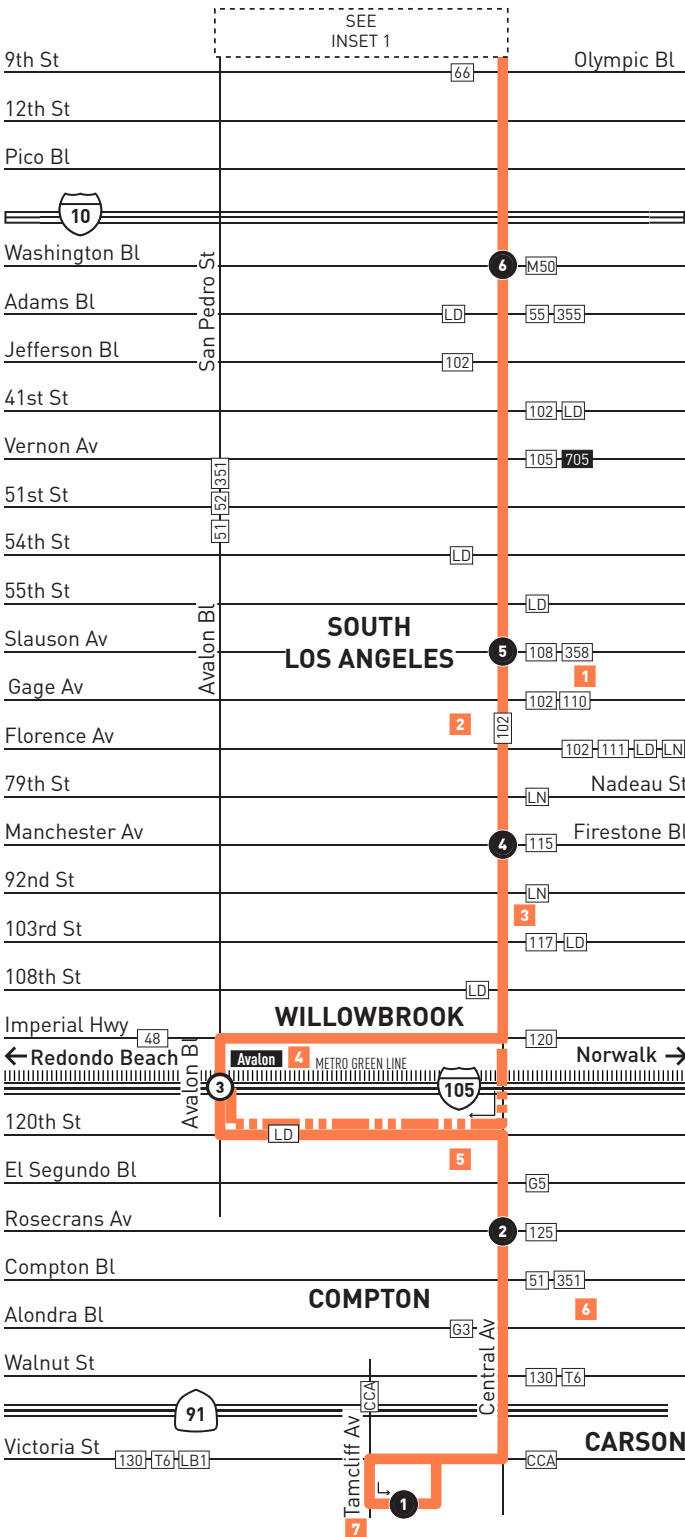 SEE
INSET 1
9th St
Olympic Bl
66
12th St
Pico Bl
10
Washington Bl
6
M50
San Pedro St
Adams Bl
LD
55 355
Jefferson Bl
102
41st St
102 LD
Vernon Av
105 705
51 52 351
51st St
54th St
LD
55th St
LD
Avalon Bl
SOUTH
LOS ANGELES
Slauson Av
5
108 358
1
Gage Av
102 110
2
102
Florence Av
102 111 LD LN
79th St
Nadeau St
LN
Manchester Av
Firestone Bl
4
115
92nd St
LN
3
103rd St
117 LD
108th St
LD
WILLOWBROOK
Imperial Hwy
48
120
Redondo Beach
Avalon Bl
Avalon
4
METRO GREEN LINE
Norwalk
3
105
120th St
LD
5
El Segundo Bl
G5
Rosecrans Av
2
125
Compton Bl
51 351
COMPTON
6
Alondra Bl
G3
Central Av
Walnut St
130 T6
CCA
91
Tamcliff Av
Victoria St
130 T6 LB1
CARSON
CCA
1
7